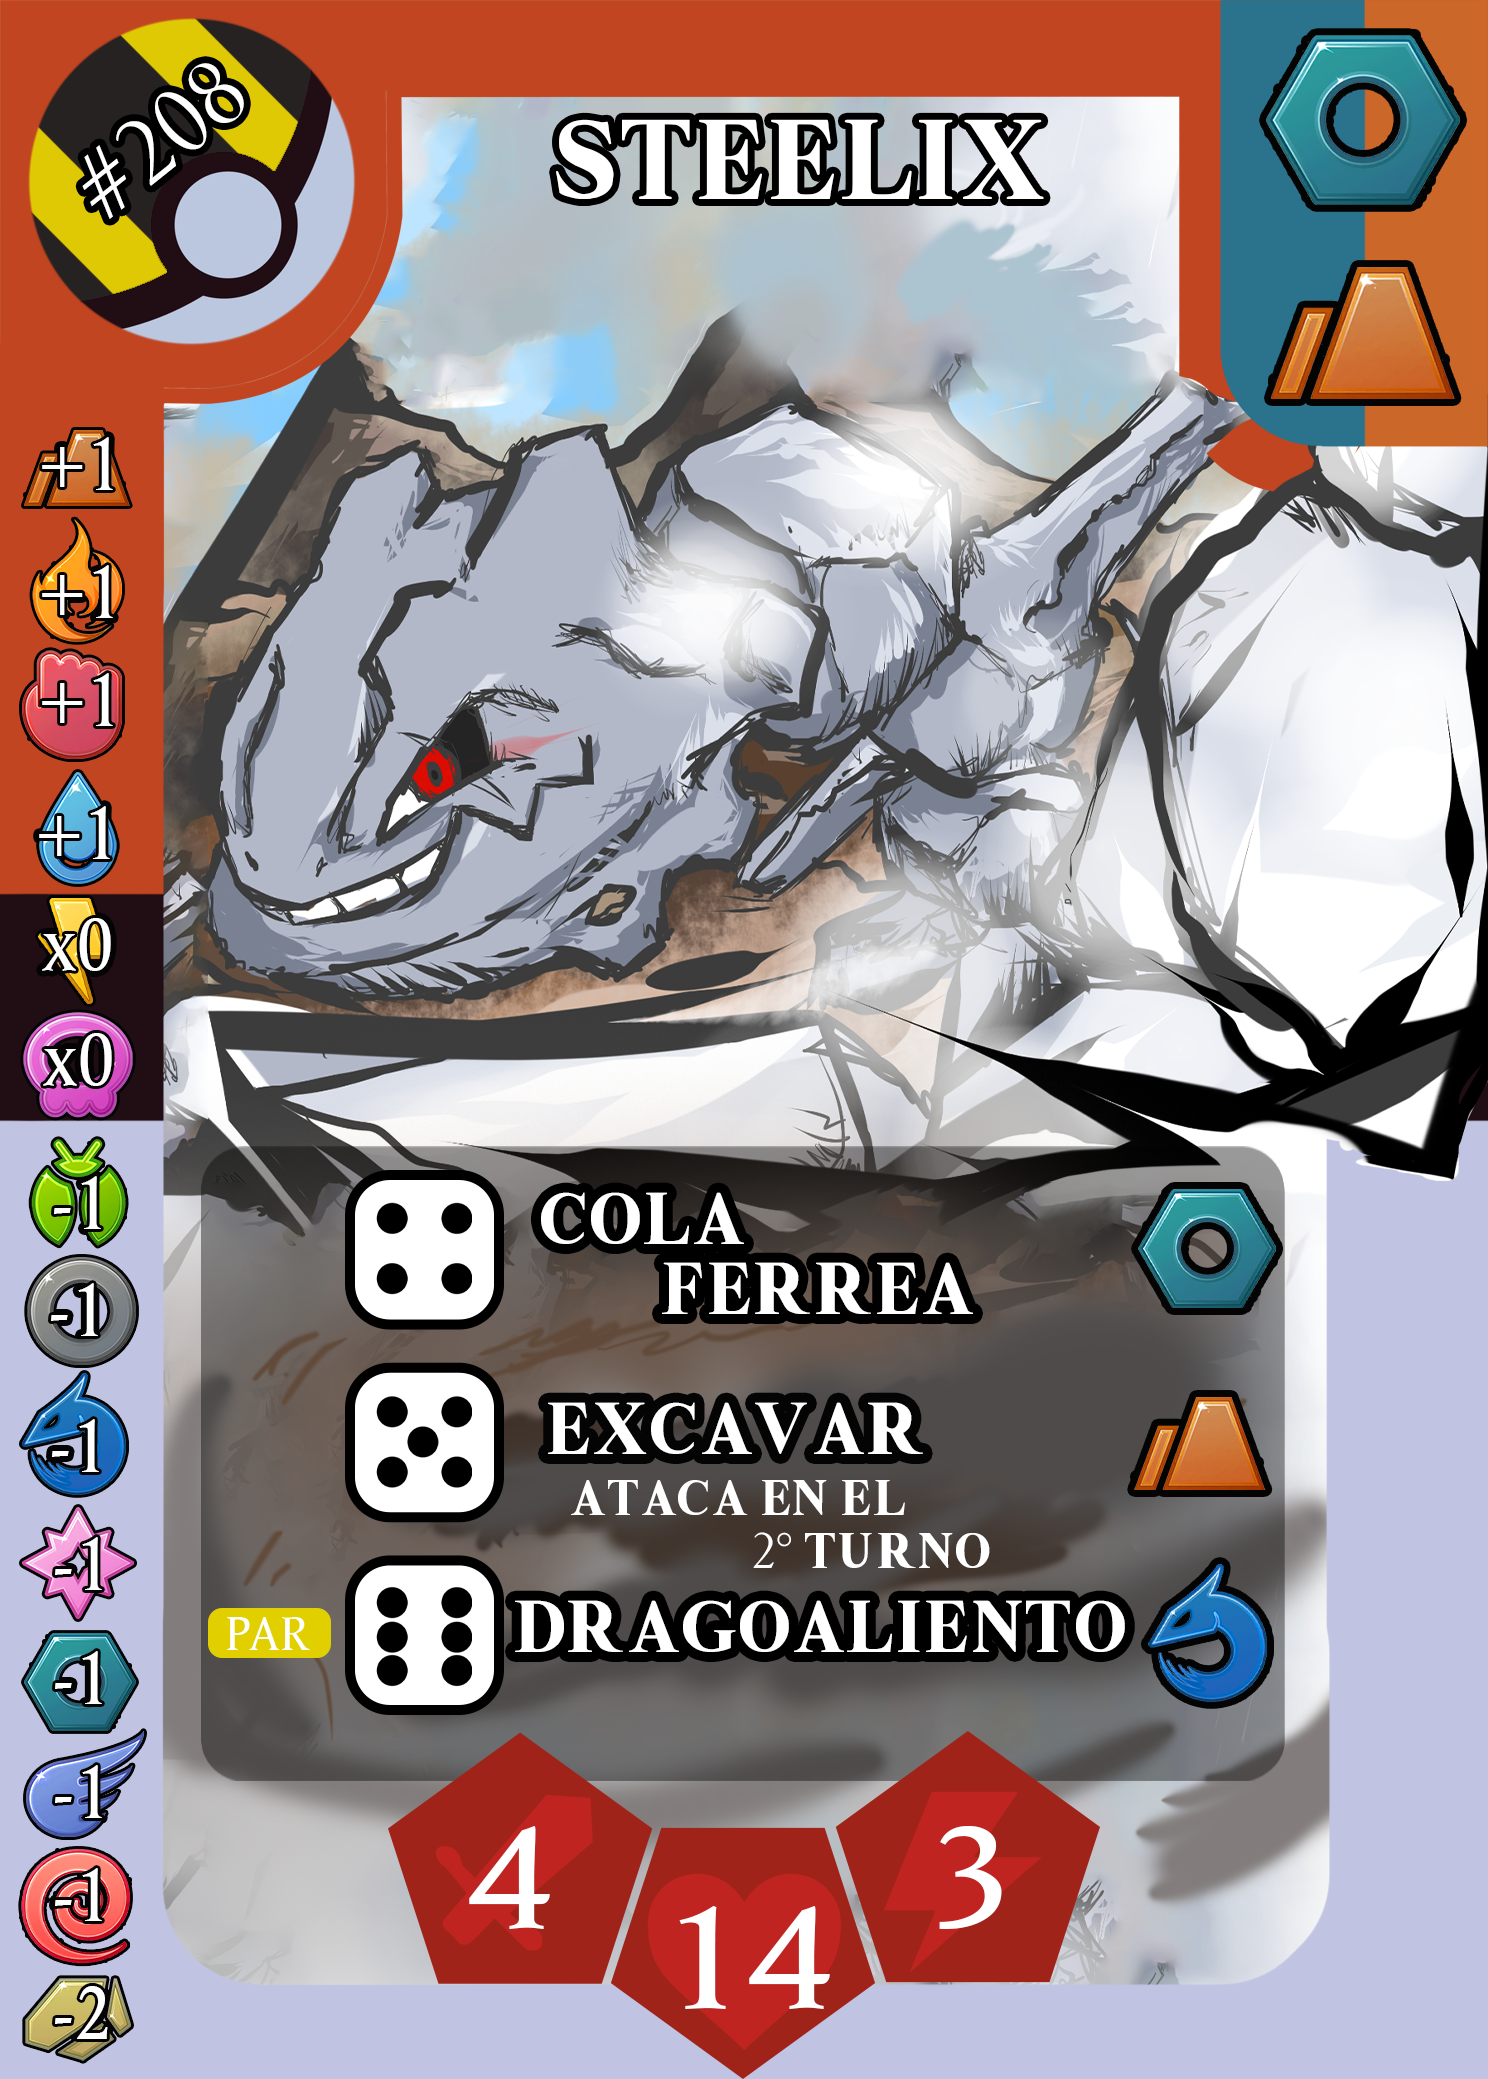 #208
STEELIX
+1
+1
+1
+1
x0
x0
-1
-1
-1
-1
-1
-1
-1
-2
COLA
FERREA
EXCAVAR
ATACA EN EL
2° TURNO
PAR
DRAGOALIENTO
4
14
3